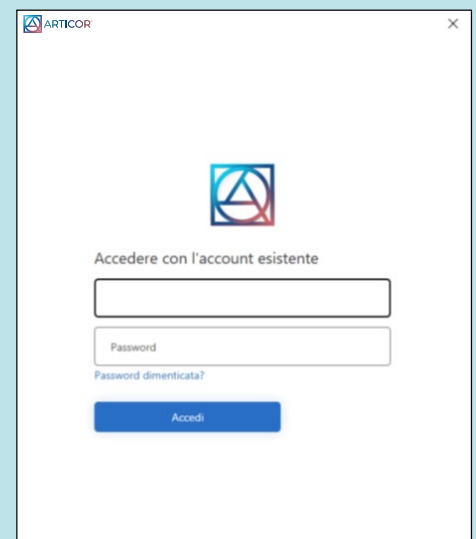 ARTICOR
Accedere con l'account esistente
Password
Password dimenticata?
Accedi